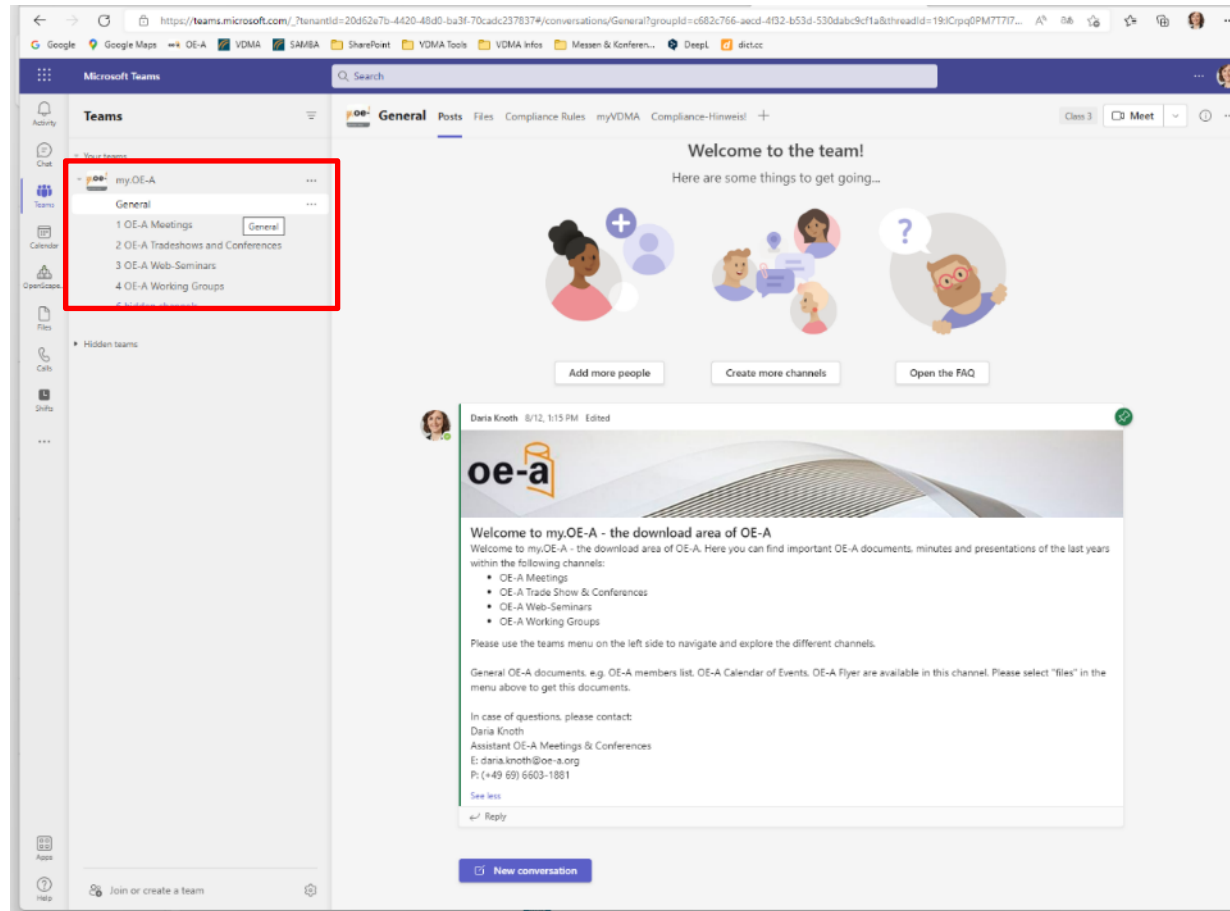 https://teams.microsoft.com/_?tenantId=20d62e7b-4420-48d0-ba3f-70cadc237837#/conversations/General?groupId=c682c766-aecd-4f32-b53d-530dabc9cf1a&threadId=19:ICrpq0PM7T7I7...
Google Google Maps OE-A VDMA SAMBA SharePoint VDMA Tools VDMA Infos Messen & Konferen... DeepL dict.cc
Microsoft Teams
Search
Activity
Chat
Teams
Calendar
OpenScape...
Files
Calls
Shifts
Apps
Help
Teams
Your teams
my.OE-A
General
1 OE-A Meetings
General
2 OE-A Tradeshows and Conferences
3 OE-A Web-Seminars
4 OE-A Working Groups
6 hidden channels
Hidden teams
Join or create a team
General Posts Files Compliance Rules myVDMA Compliance-Hinweis! Class 3 Meet
Welcome to the team!
Here are some things to get going...
Add more people Create more channels Open the FAQ
Daria Knoth 8/12, 1:15 PM Edited
oe-a
Welcome to my.OE-A - the download area of OE-A
Welcome to my.OE-A - the download area of OE-A. Here you can find important OE-A documents, minutes and presentations of the last years
within the following channels:
• OE-A Meetings
• OE-A Trade Show & Conferences
• OE-A Web-Seminars
• OE-A Working Groups
Please use the teams menu on the left side to navigate and explore the different channels.
General OE-A documents, e.g. OE-A members list, OE-A Calendar of Events, OE-A Flyer are available in this channel. Please select "files" in the
menu above to get this documents.
In case of questions, please contact:
Daria Knoth
Assistant OE-A Meetings & Conferences
E: daria.knoth@oe-a.org
P: (+49 69) 6603-1881
See less
Reply
New conversation